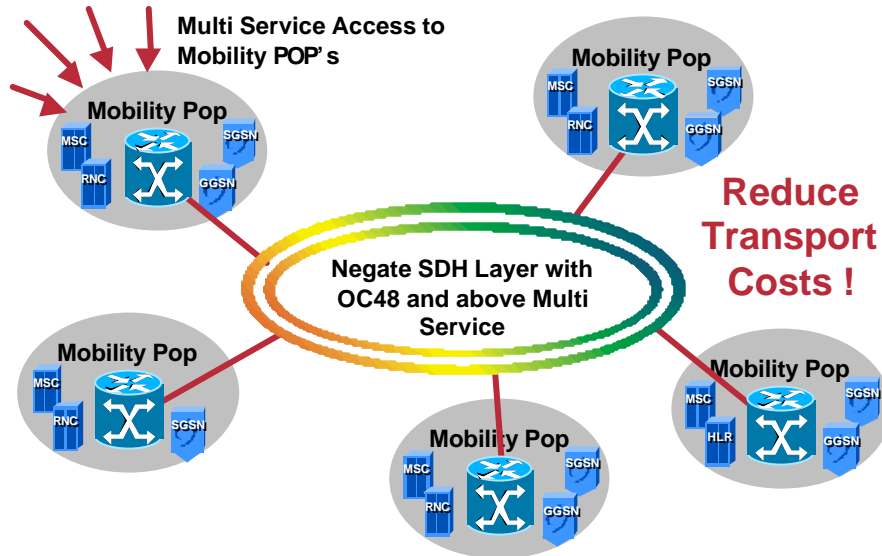 Multi Service Access to
Mobility POP's
Mobility Pop
MSC
RNC
SGSN
GGSN
Mobility Pop
MSC
RNC
SGSN
GGSN
Reduce
Transport
Costs !
Negate SDH Layer with
OC48 and above Multi
Service
Mobility Pop
MSC
RNC
SGSN
Mobility Pop
MSC
RNC
SGSN
GGSN
Mobility Pop
MSC
HLR
SGSN
GGSN